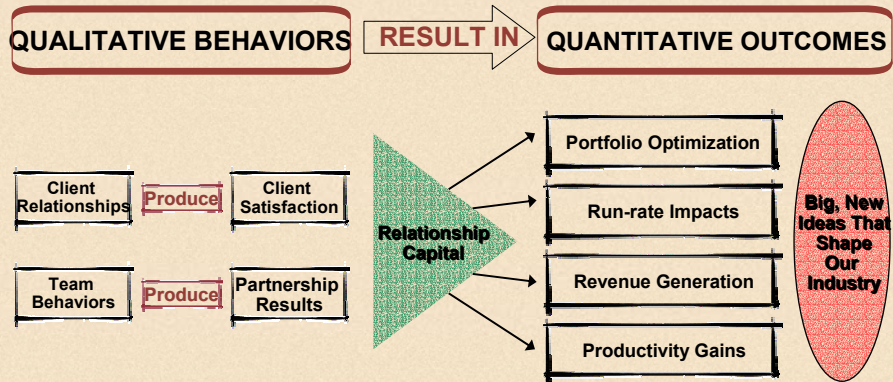 QUALITATIVE BEHAVIORS
RESULT IN
QUANTITATIVE OUTCOMES
Client
Relationships
Produce
Client
Satisfaction
Team
Behaviors
Produce
Partnership
Results
Relationship
Capital
Portfolio Optimization
Run-rate Impacts
Revenue Generation
Productivity Gains
Big, New
Ideas That
Shape
Our
Industry